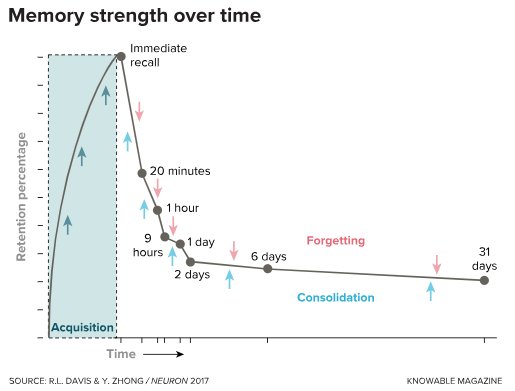 Memory strength over time
Immediate
recall
20 minutes
1 hour
9
hours
1 day
2 days
6 days
31
days
Forgetting
Consolidation
Retention percentage
Acquisition
Time
SOURCE: R.L. DAVIS & Y. ZHONG / NEURON 2017
KNOWABLE MAGAZINE